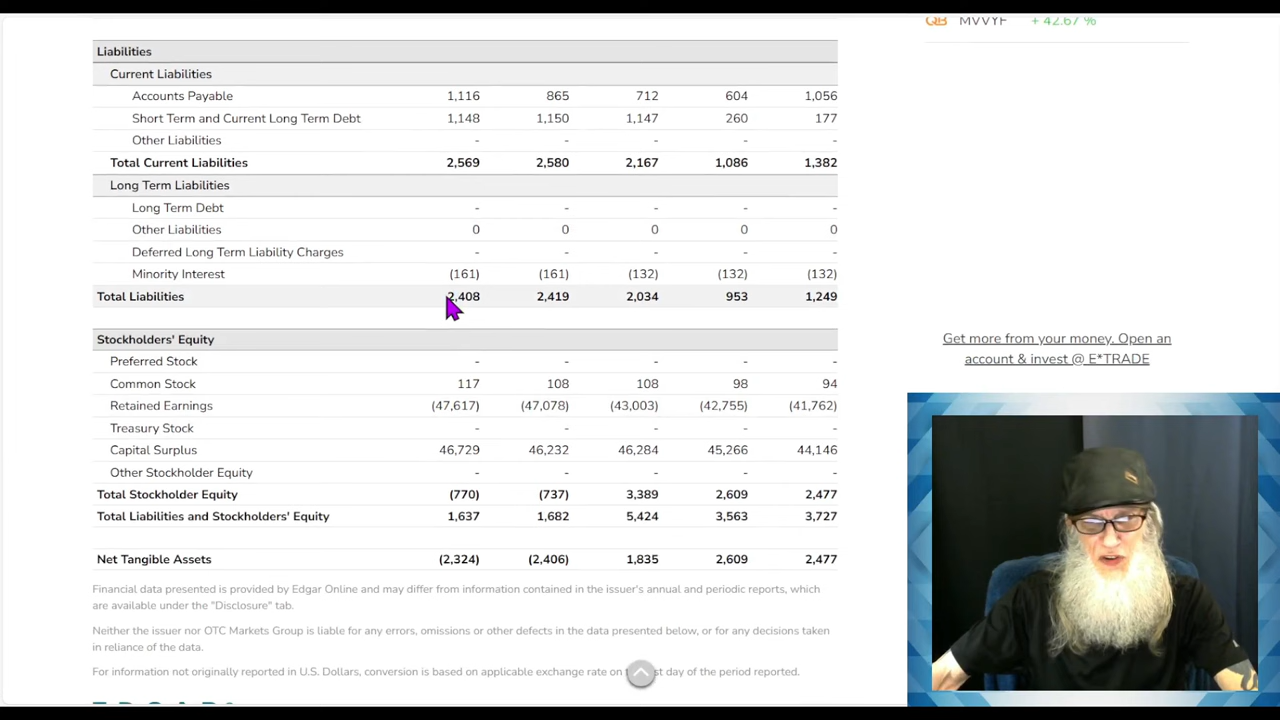 QB MVVYF + 42.67 %
Liabilities
Current Liabilities
Accounts Payable 1,116 865 712 604 1,056
Short Term and Current Long Term Debt 1,148 1,150 1,147 260 177
Other Liabilities - - - - -
Total Current Liabilities 2,569 2,580 2,167 1,086 1,382
Long Term Liabilities
Long Term Debt - - - - -
Other Liabilities 0 0 0 0 0
Deferred Long Term Liability Charges - - - - -
Minority Interest (161) (161) (132) (132) (132)
Total Liabilities 2,408 2,419 2,034 953 1,249
Stockholders' Equity
Preferred Stock - - - - -
Common Stock 117 108 108 98 94
Retained Earnings (47,617) (47,078) (43,003) (42,755) (41,762)
Treasury Stock - - - - -
Capital Surplus 46,729 46,232 46,284 45,266 44,146
Other Stockholder Equity - - - - -
Total Stockholder Equity (770) (737) 3,389 2,609 2,477
Total Liabilities and Stockholders' Equity 1,637 1,682 5,424 3,563 3,727
Net Tangible Assets (2,324) (2,406) 1,835 2,609 2,477
Financial data presented is provided by Edgar Online and may differ from information contained in the issuer's annual and periodic reports, which
are available under the "Disclosure" tab.
Neither the issuer nor OTC Markets Group is liable for any errors, omissions or other defects in the data presented below, or for any decisions taken
in reliance of the data.
For information not originally reported in U.S. Dollars, conversion is based on applicable exchange rate on st day of the period reported.
Get more from your money. Open an
account & invest @ E*TRADE